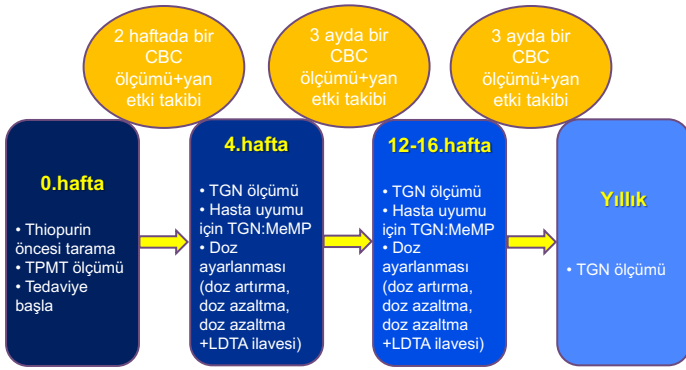 2 haftada bir
CBC
ölçümü+yan
etki takibi
3 ayda bir
CBC
ölçümü+yan
etki takibi
3 ayda bir
CBC
ölçümü+yan
etki takibi
0.hafta
• Thiopurin
öncesi tarama
• TPMT ölçümü
• Tedaviye
başla
4.hafta
• TGN ölçümü
• Hasta uyumu
için TGN:MeMP
• Doz
ayarlanması
(doz artırma,
doz azaltma,
doz azaltma
+LDTA ilavesi)
12-16.hafta
• TGN ölçümü
• Hasta uyumu
için TGN:MeMP
• Doz
ayarlanması
(doz artırma,
doz azaltma,
doz azaltma
+LDTA ilavesi)
Yıllık
• TGN ölçümü